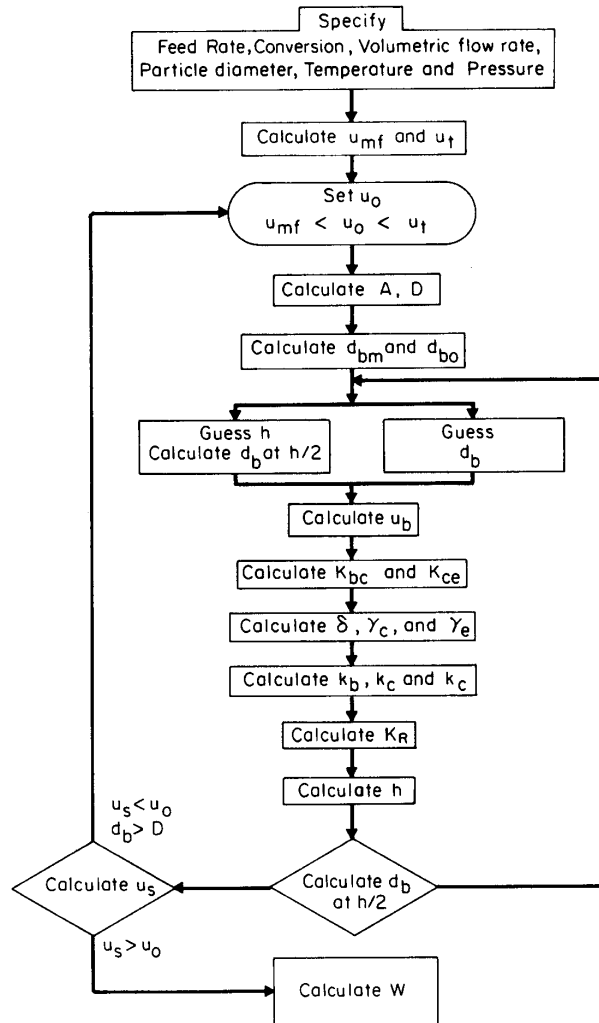 Specify
Feed Rate, Conversion, Volumetric flow rate,
Particle diameter, Temperature and Pressure
Calculate u_mf and u_t
Set u_o
u_mf < u_o < u_t
Calculate A, D
Calculate d_bm and d_bo
Guess h
Calculate d_b at h/2
Guess
d_b
Calculate u_b
Calculate K_bc and K_ce
Calculate δ, γ_c, and γ_e
Calculate k_b, k_c and k_c
Calculate K_R
Calculate h
Calculate d_b
at h/2
u_s < u_o
d_b > D
Calculate u_s
u_s > u_o
Calculate W